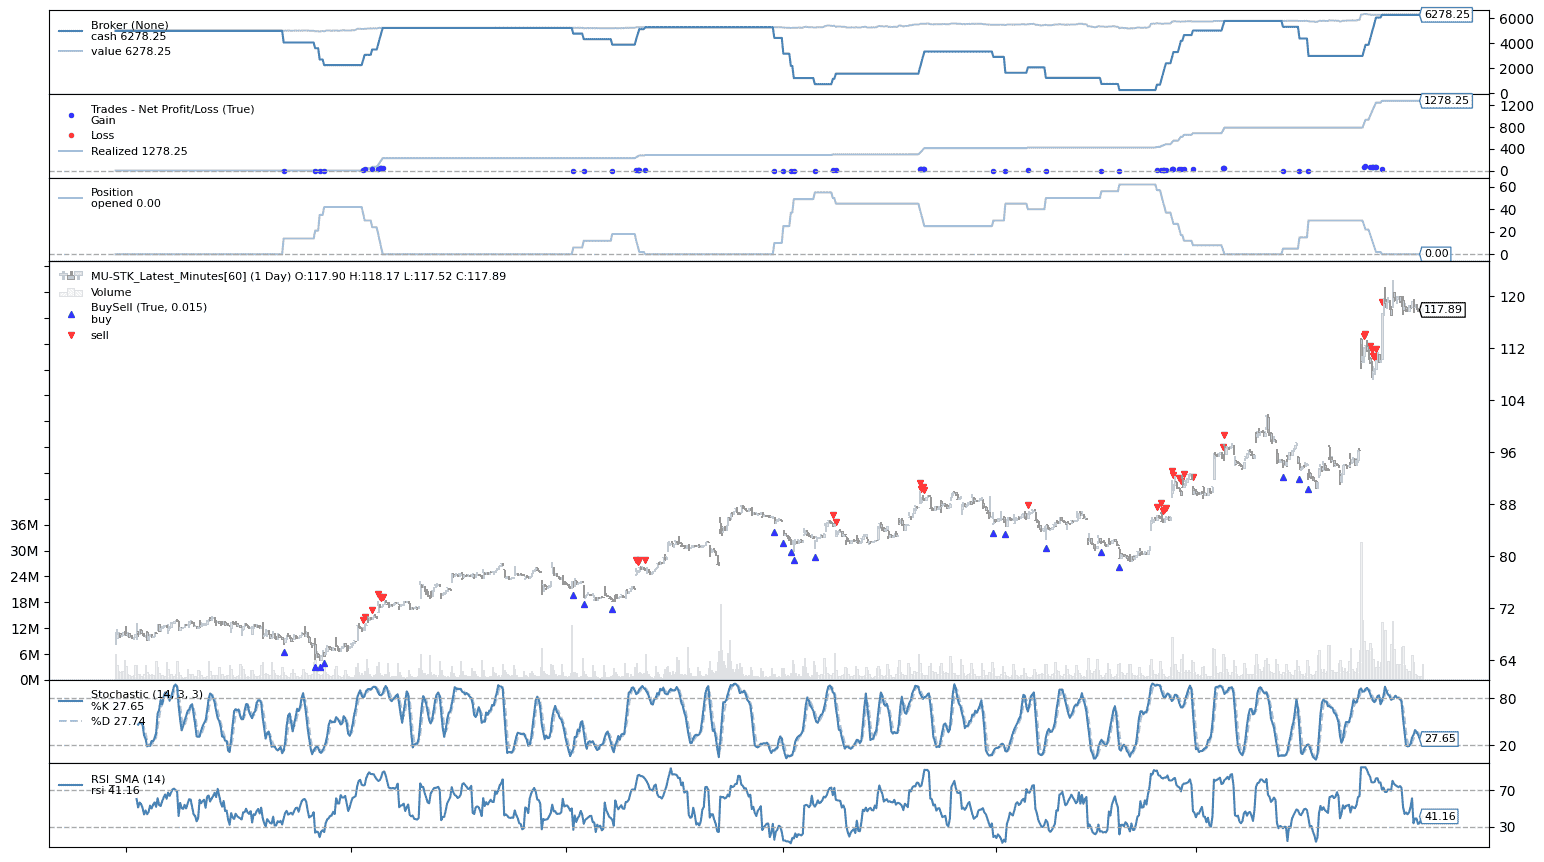 Broker (None)
cash 6278.25
value 6278.25
6278.25
6000
4000
2000
0
Trades - Net Profit/Loss (True)
Gain
Loss
Realized 1278.25
1278.25
1200
800
400
0
Position
opened 0.00
60
40
20
0
0.00
MU-STK_Latest_Minutes[60] (1 Day) O:117.90 H:118.17 L:117.52 C:117.89
Volume
BuySell (True, 0.015)
buy
sell
120
117.89
112
104
96
88
80
72
64
36M
30M
24M
18M
12M
6M
0M
Stochastic (14, 3, 3)
%K 27.65
%D 27.74
80
27.65
20
RSI_SMA (14)
rsi 41.16
70
41.16
30